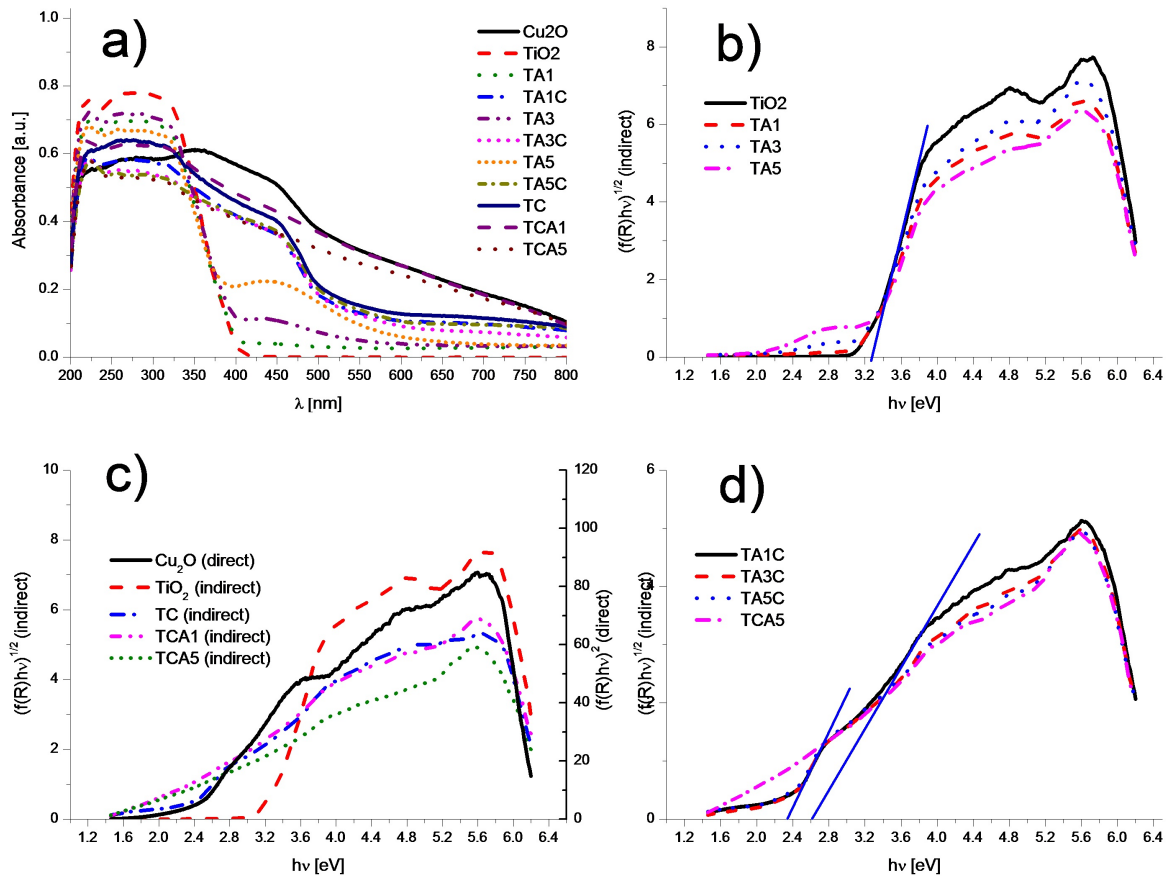 a)
Absorbance [a.u.]
1.0
0.8
0.6
0.4
0.2
0.0
200 250 300 350 400 450 500 550 600 650 700 750 800
λ [nm]
Cu2O
TiO2
TA1
TA1C
TA3
TA3C
TA5
TA5C
TC
TCA1
TCA5
b)
(f(R)hν)^1/2 (indirect)
8
6
4
2
0
1.2 1.6 2.0 2.4 2.8 3.2 3.6 4.0 4.4 4.8 5.2 5.6 6.0
hν [eV]
TiO2
TA1
TA3
TA5
c)
(f(R)hν)^1/2 (indirect)
10
8
6
4
2
0
1.2 1.6 2.0 2.4 2.8 3.2 3.6 4.0 4.4 4.8 5.2 5.6 6.0
hν [eV]
Cu₂O (direct)
TiO₂ (indirect)
TC (indirect)
TCA1 (indirect)
TCA5 (indirect)
120
100
80
60
40
20
0
(f(R)hν)^2 (direct)
d)
(f(R)hν)^1/2 (indirect)
6
4
2
0
1.2 1.6 2.0 2.4 2.8 3.2 3.6 4.0 4.4 4.8 5.2 5.6 6.0
hν [eV]
TA1C
TA3C
TA5C
TCA5